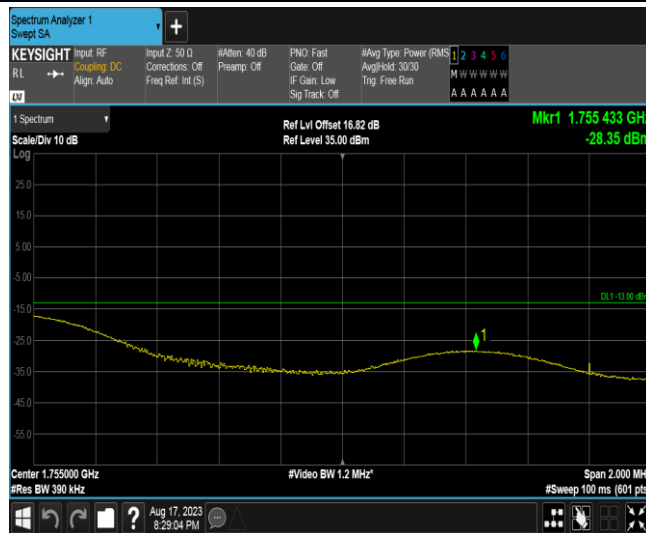 Spectrum Analyzer 1
Swept SA
+
KEYSIGHT
RL
Input: RF
Coupling: DC
Align: Auto
Input Z: 50 Ω
Corrections: Off
Freq Ref: Int (S)
#Atten: 40 dB
Preamp: Off
PNO: Fast
Gate: Off
IF Gain: Low
Sig Track: Off
#Avg Type: Power (RMS
Avg|Hold: 30/30
Trig: Free Run
1 2 3 4 5 6
M W W W W W
A A A A A A
1 Spectrum
Scale/Div 10 dB
Ref Lvl Offset 16.82 dB
Ref Level 35.00 dBm
Mkr1 1.755 433 GHz
-28.35 dBm
Log
25.0
15.0
5.00
-5.00
-15.0
-25.0
-35.0
-45.0
-55.0
DL1 -13.00 dBm
1
Center 1.755000 GHz
#Res BW 390 kHz
#Video BW 1.2 MHz*
Span 2.000 MH
#Sweep 100 ms (601 pts
?
Aug 17, 2023
8:29:04 PM